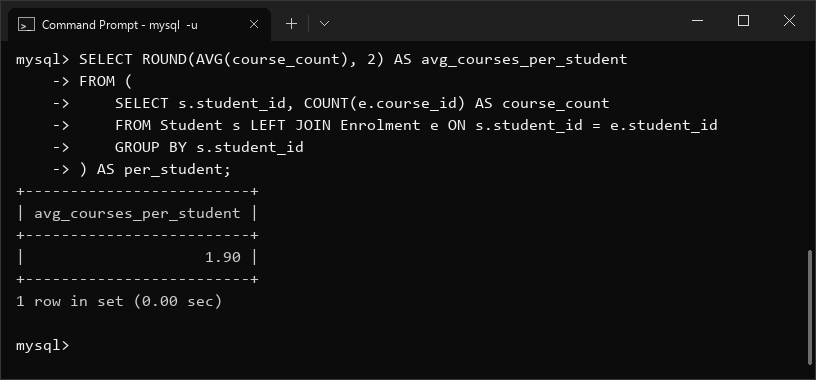 Command Prompt - mysql  -u
mysql> SELECT ROUND(AVG(course_count), 2) AS avg_courses_per_student
    -> FROM (
    ->     SELECT s.student_id, COUNT(e.course_id) AS course_count
    ->     FROM Student s LEFT JOIN Enrolment e ON s.student_id = e.student_id
    ->     GROUP BY s.student_id
    -> ) AS per_student;
+-------------------------+
| avg_courses_per_student |
+-------------------------+
|                    1.90 |
+-------------------------+
1 row in set (0.00 sec)
mysql>